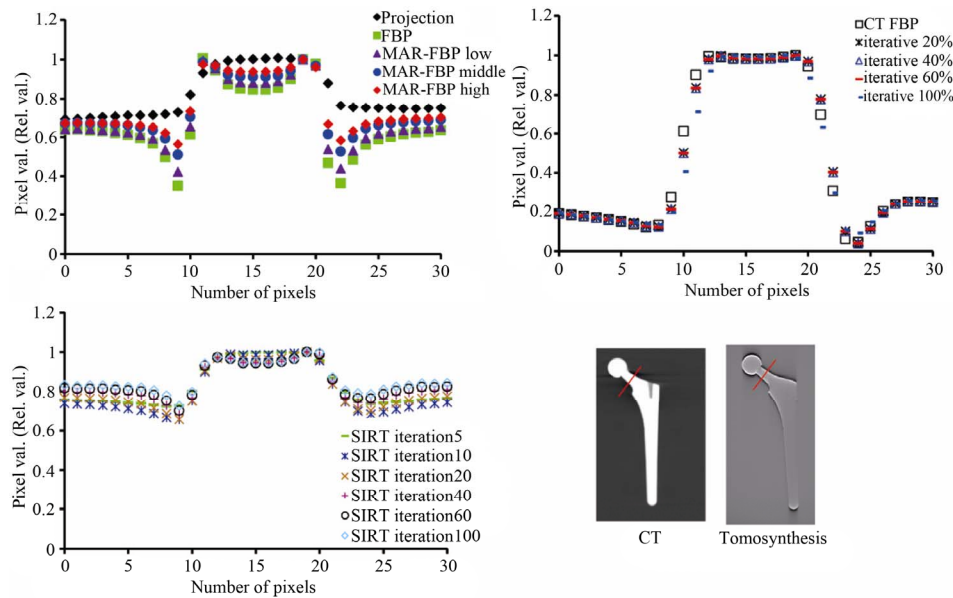 Pixel val. (Rel. val.)
1.2
1
0.8
0.6
0.4
0.2
0
0 5 10 15 20 25 30
Number of pixels
Projection
FBP
MAR-FBP low
MAR-FBP middle
MAR-FBP high
Pixel val. (Rel. val.)
1.2
1
0.8
0.6
0.4
0.2
0
0 5 10 15 20 25 30
Number of pixels
CT FBP
iterative 20%
iterative 40%
iterative 60%
iterative 100%
Pixel val. (Rel. val.)
1.2
1
0.8
0.6
0.4
0.2
0
0 5 10 15 20 25 30
Number of pixels
SIRT iteration5
SIRT iteration10
SIRT iteration20
SIRT iteration40
SIRT iteration60
SIRT iteration100
CT
Tomosynthesis